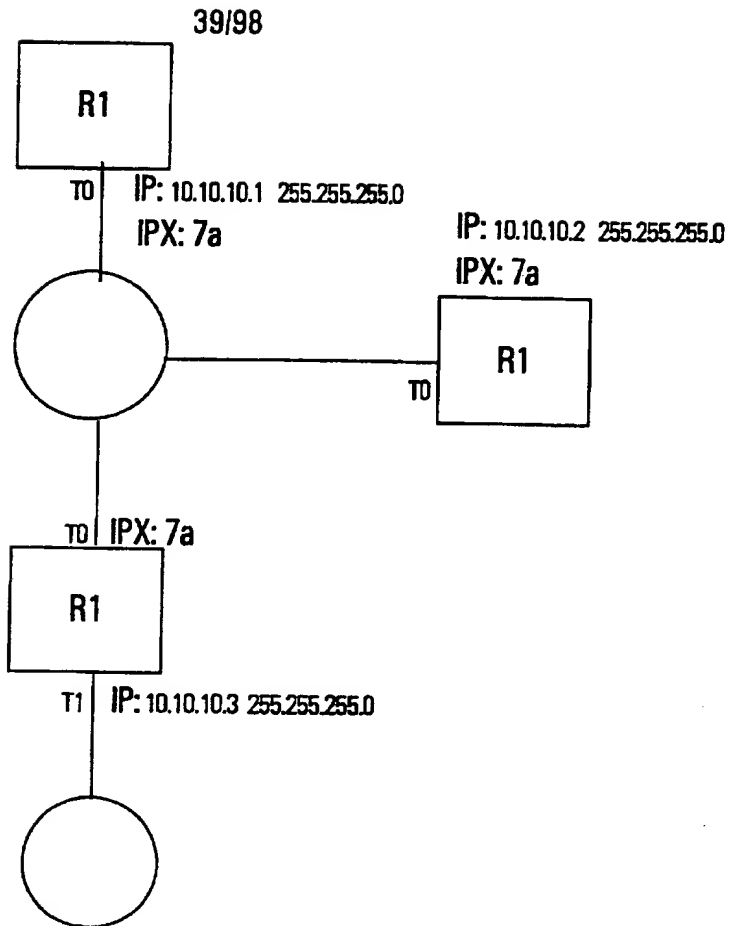 39/98
R1
T0 IP: 10.10.10.1 255.255.255.0
IPX: 7a
IP: 10.10.10.2 255.255.255.0
IPX: 7a
R1
T0
T0 IPX: 7a
R1
T1 IP: 10.10.10.3 255.255.255.0